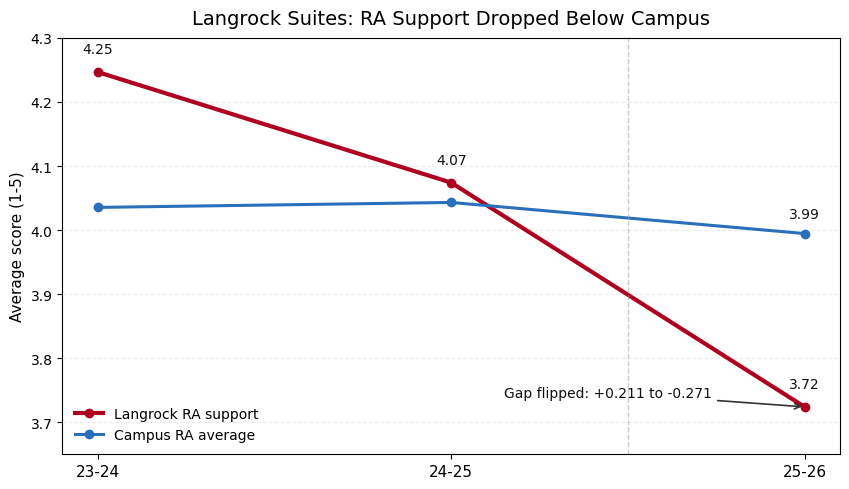 Langrock Suites: RA Support Dropped Below Campus
Average score (1-5)
4.3
4.2
4.1
4.0
3.9
3.8
3.7
4.25
4.07
3.99
3.72
Gap flipped: +0.211 to -0.271
Langrock RA support
Campus RA average
23-24
24-25
25-26